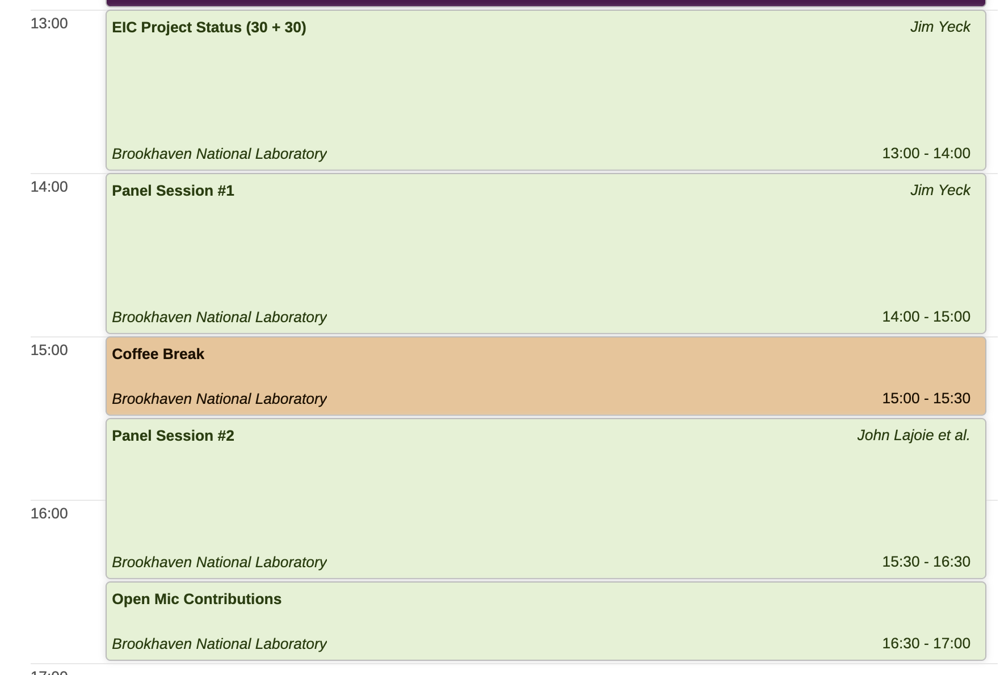 13:00
EIC Project Status (30 + 30)
Jim Yeck
Brookhaven National Laboratory
13:00 - 14:00
14:00
Panel Session #1
Jim Yeck
Brookhaven National Laboratory
14:00 - 15:00
15:00
Coffee Break
Brookhaven National Laboratory
15:00 - 15:30
Panel Session #2
John Lajoie et al.
16:00
Brookhaven National Laboratory
15:30 - 16:30
Open Mic Contributions
Brookhaven National Laboratory
16:30 - 17:00
17:00